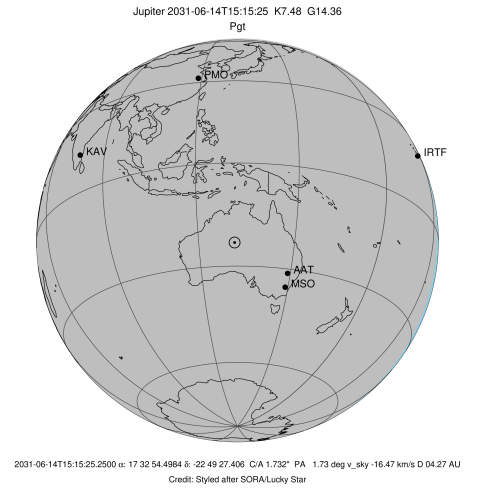 Jupiter 2031-06-14T15:15:25  K7.48  G14.36
Pgt
PMO
KAV
IRTF
AAT
MSO
2031-06-14T15:15:25.2500 α: 17 32 54.4984 δ: -22 49 27.406  C/A 1.732"  PA  1.73 deg v_sky -16.47 km/s D 04.27 AU
Credit: Styled after SORA/Lucky Star